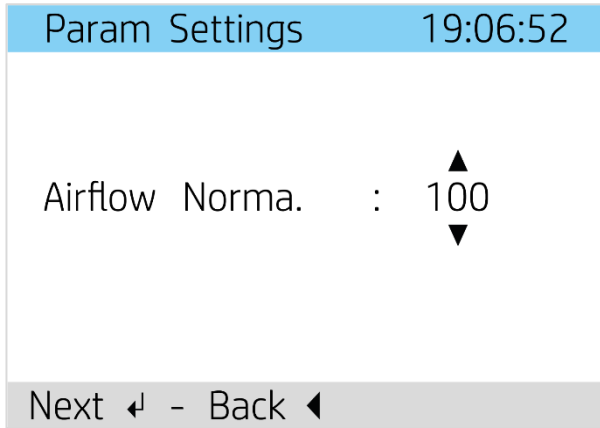 Param Settings 19:06:52
▲
Airflow Norma. : 100
▼
Next ↲ - Back ◀